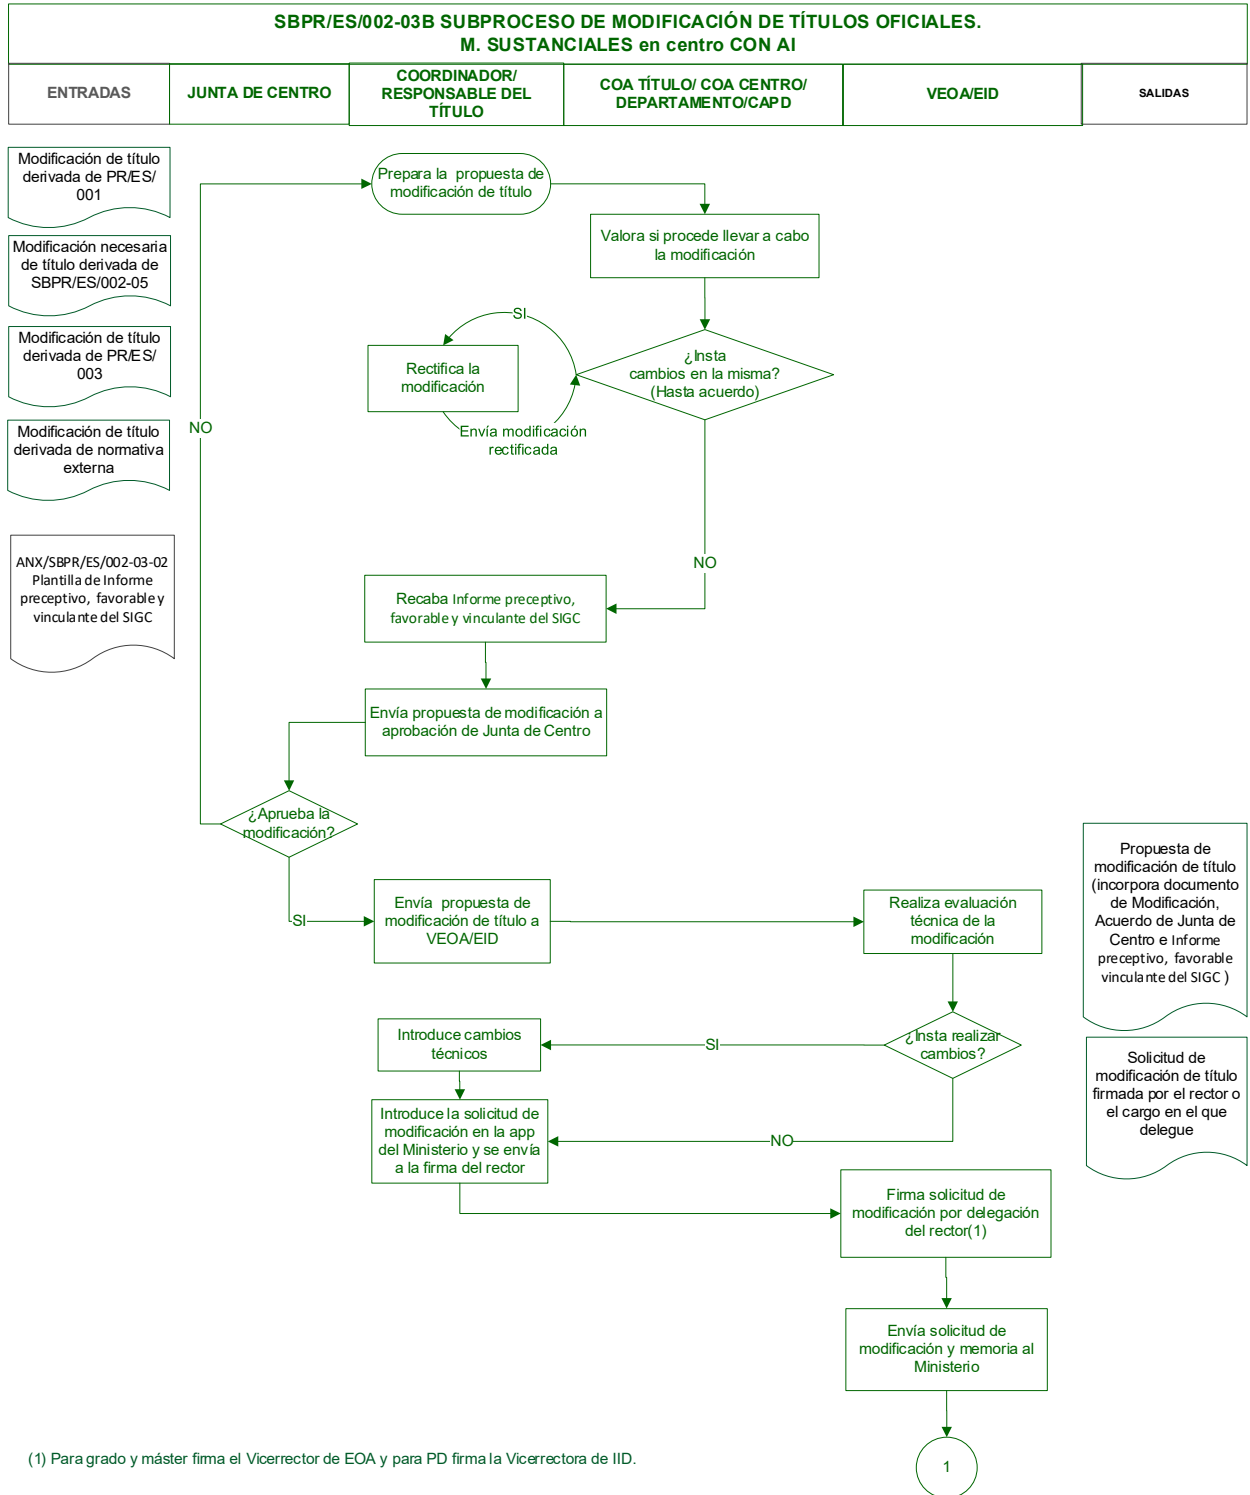 SBPR/ES/002-03B SUBPROCESO DE MODIFICACIÓN DE TÍTULOS OFICIALES.
M. SUSTANCIALES en centro CON AI
ENTRADAS
JUNTA DE CENTRO
COORDINADOR/
RESPONSABLE DEL
TÍTULO
COA TÍTULO/ COA CENTRO/
DEPARTAMENTO/CAPD
VEOA/EID
SALIDAS
Modificación de título
derivada de PR/ES/
001
Modificación necesaria
de título derivada de
SBPR/ES/002-05
Modificación de título
derivada de PR/ES/
003
Modificación de título
derivada de normativa
externa
ANX/SBPR/ES/002-03-02
Plantilla de Informe
preceptivo, favorable y
vinculante del SIGC
Prepara la propuesta de
modificación de título
Valora si procede llevar a cabo
la modificación
¿Insta
cambios en la misma?
(Hasta acuerdo)
SI
Rectifica la
modificación
Envía modificación
rectificada
NO
NO
Recaba Informe preceptivo,
favorable y vinculante del SIGC
Envía propuesta de modificación a
aprobación de Junta de Centro
¿Aprueba la
modificación?
SI
Envía propuesta de
modificación de título a
VEOA/EID
Realiza evaluación
técnica de la
modificación
¿Insta realizar
cambios?
SI
Introduce cambios
técnicos
NO
Introduce la solicitud de
modificación en la app
del Ministerio y se envía
a la firma del rector
Firma solicitud de
modificación por delegación
del rector(1)
Envía solicitud de
modificación y memoria al
Ministerio
1
Propuesta de
modificación de título
(incorpora documento
de Modificación,
Acuerdo de Junta de
Centro e Informe
preceptivo, favorable
vinculante del SIGC )
Solicitud de
modificación de título
firmada por el rector o
el cargo en el que
delegue
(1) Para grado y máster firma el Vicerrector de EOA y para PD firma la Vicerrectora de IID.